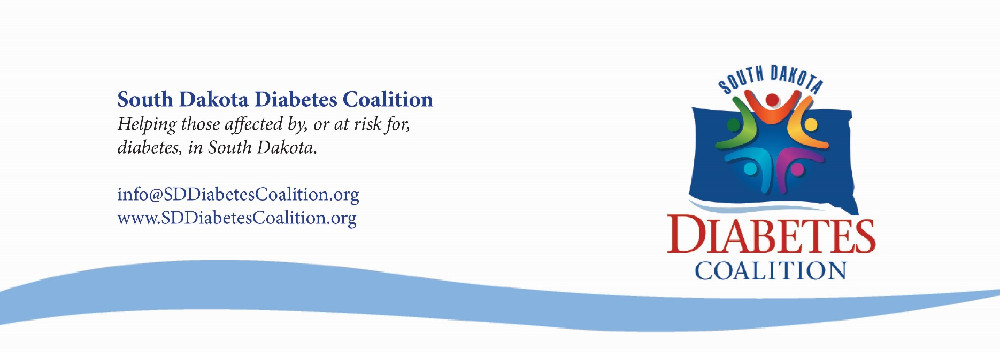 South Dakota Diabetes Coalition
Helping those affected by, or at risk for,
diabetes, in South Dakota.
info@SDDiabetesCoalition.org
www.SDDiabetesCoalition.org
SOUTH DAKOTA
DIABETES
COALITION